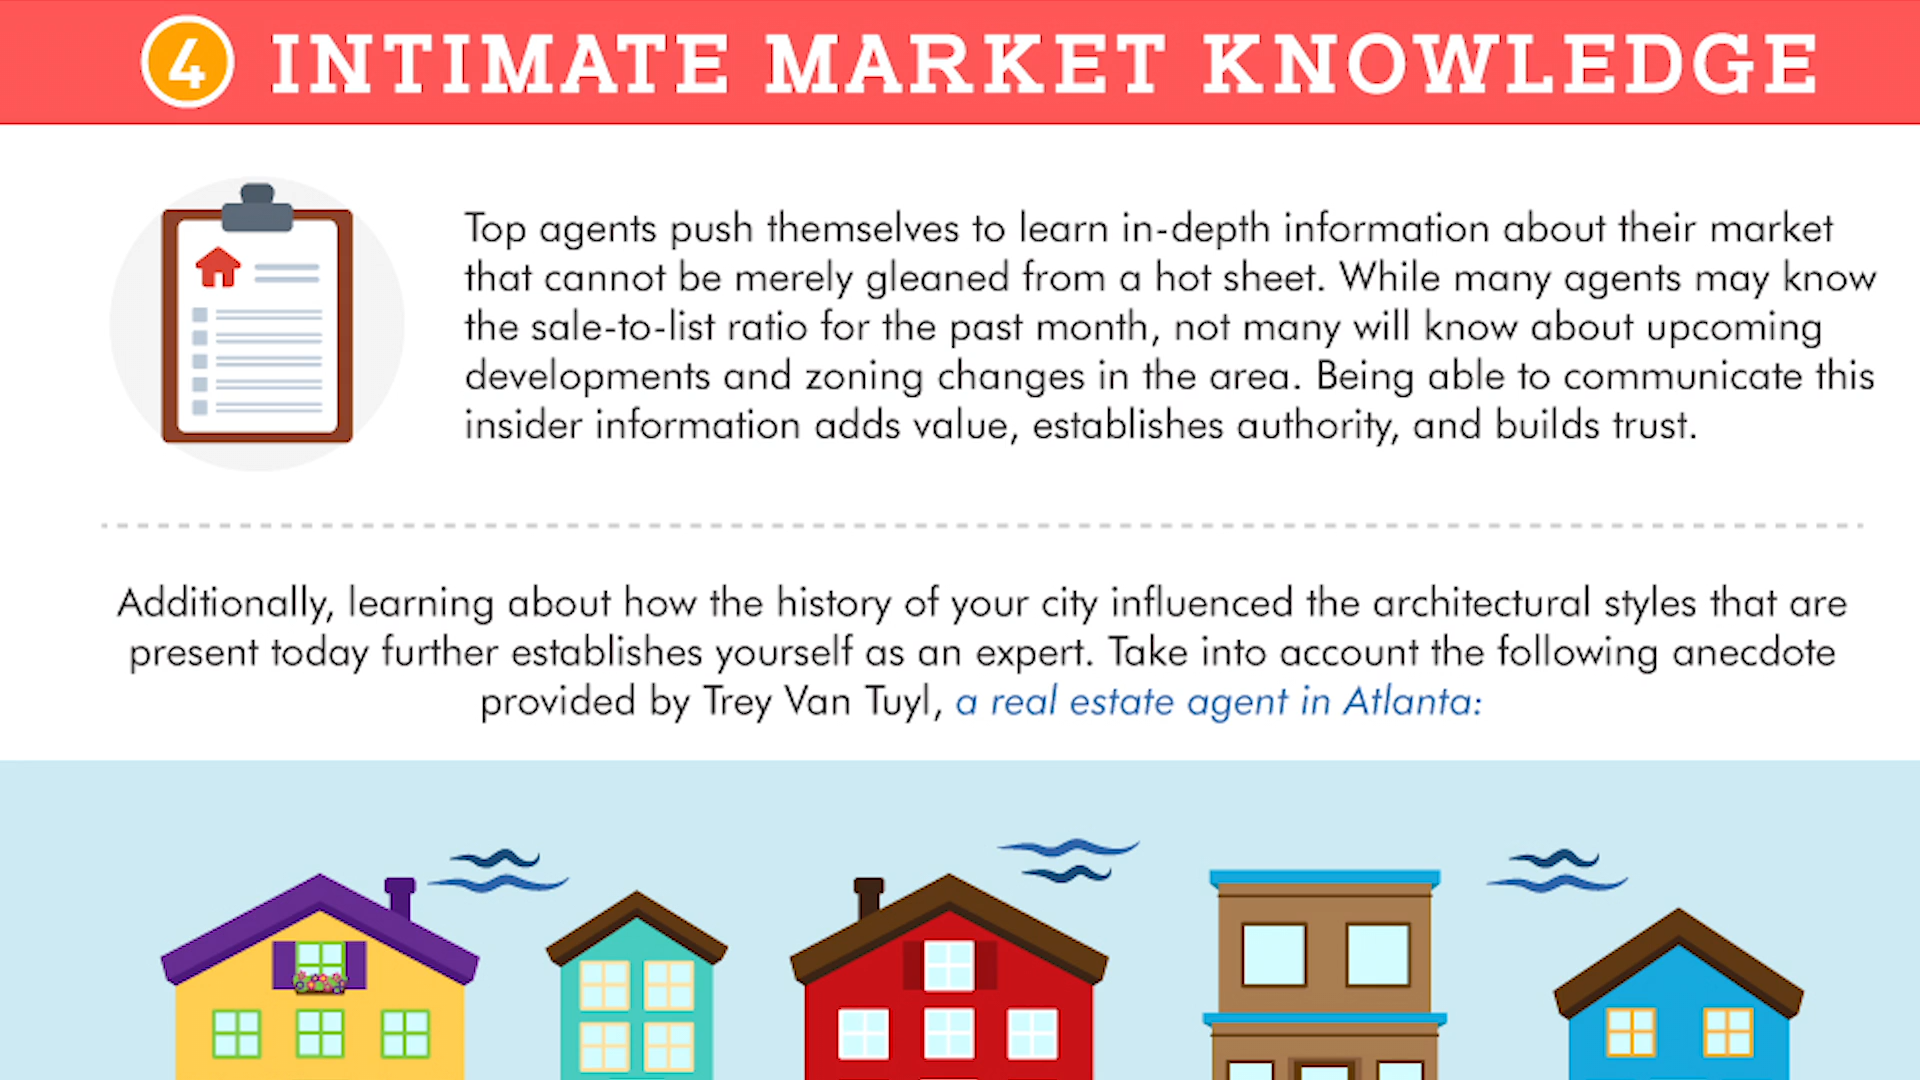 4 INTIMATE MARKET KNOWLEDGE
Top agents push themselves to learn in-depth information about their market
that cannot be merely gleaned from a hot sheet. While many agents may know
the sale-to-list ratio for the past month, not many will know about upcoming
developments and zoning changes in the area. Being able to communicate this
insider information adds value, establishes authority, and builds trust.
Additionally, learning about how the history of your city influenced the architectural styles that are
present today further establishes yourself as an expert. Take into account the following anecdote
provided by Trey Van Tuyl, a real estate agent in Atlanta: